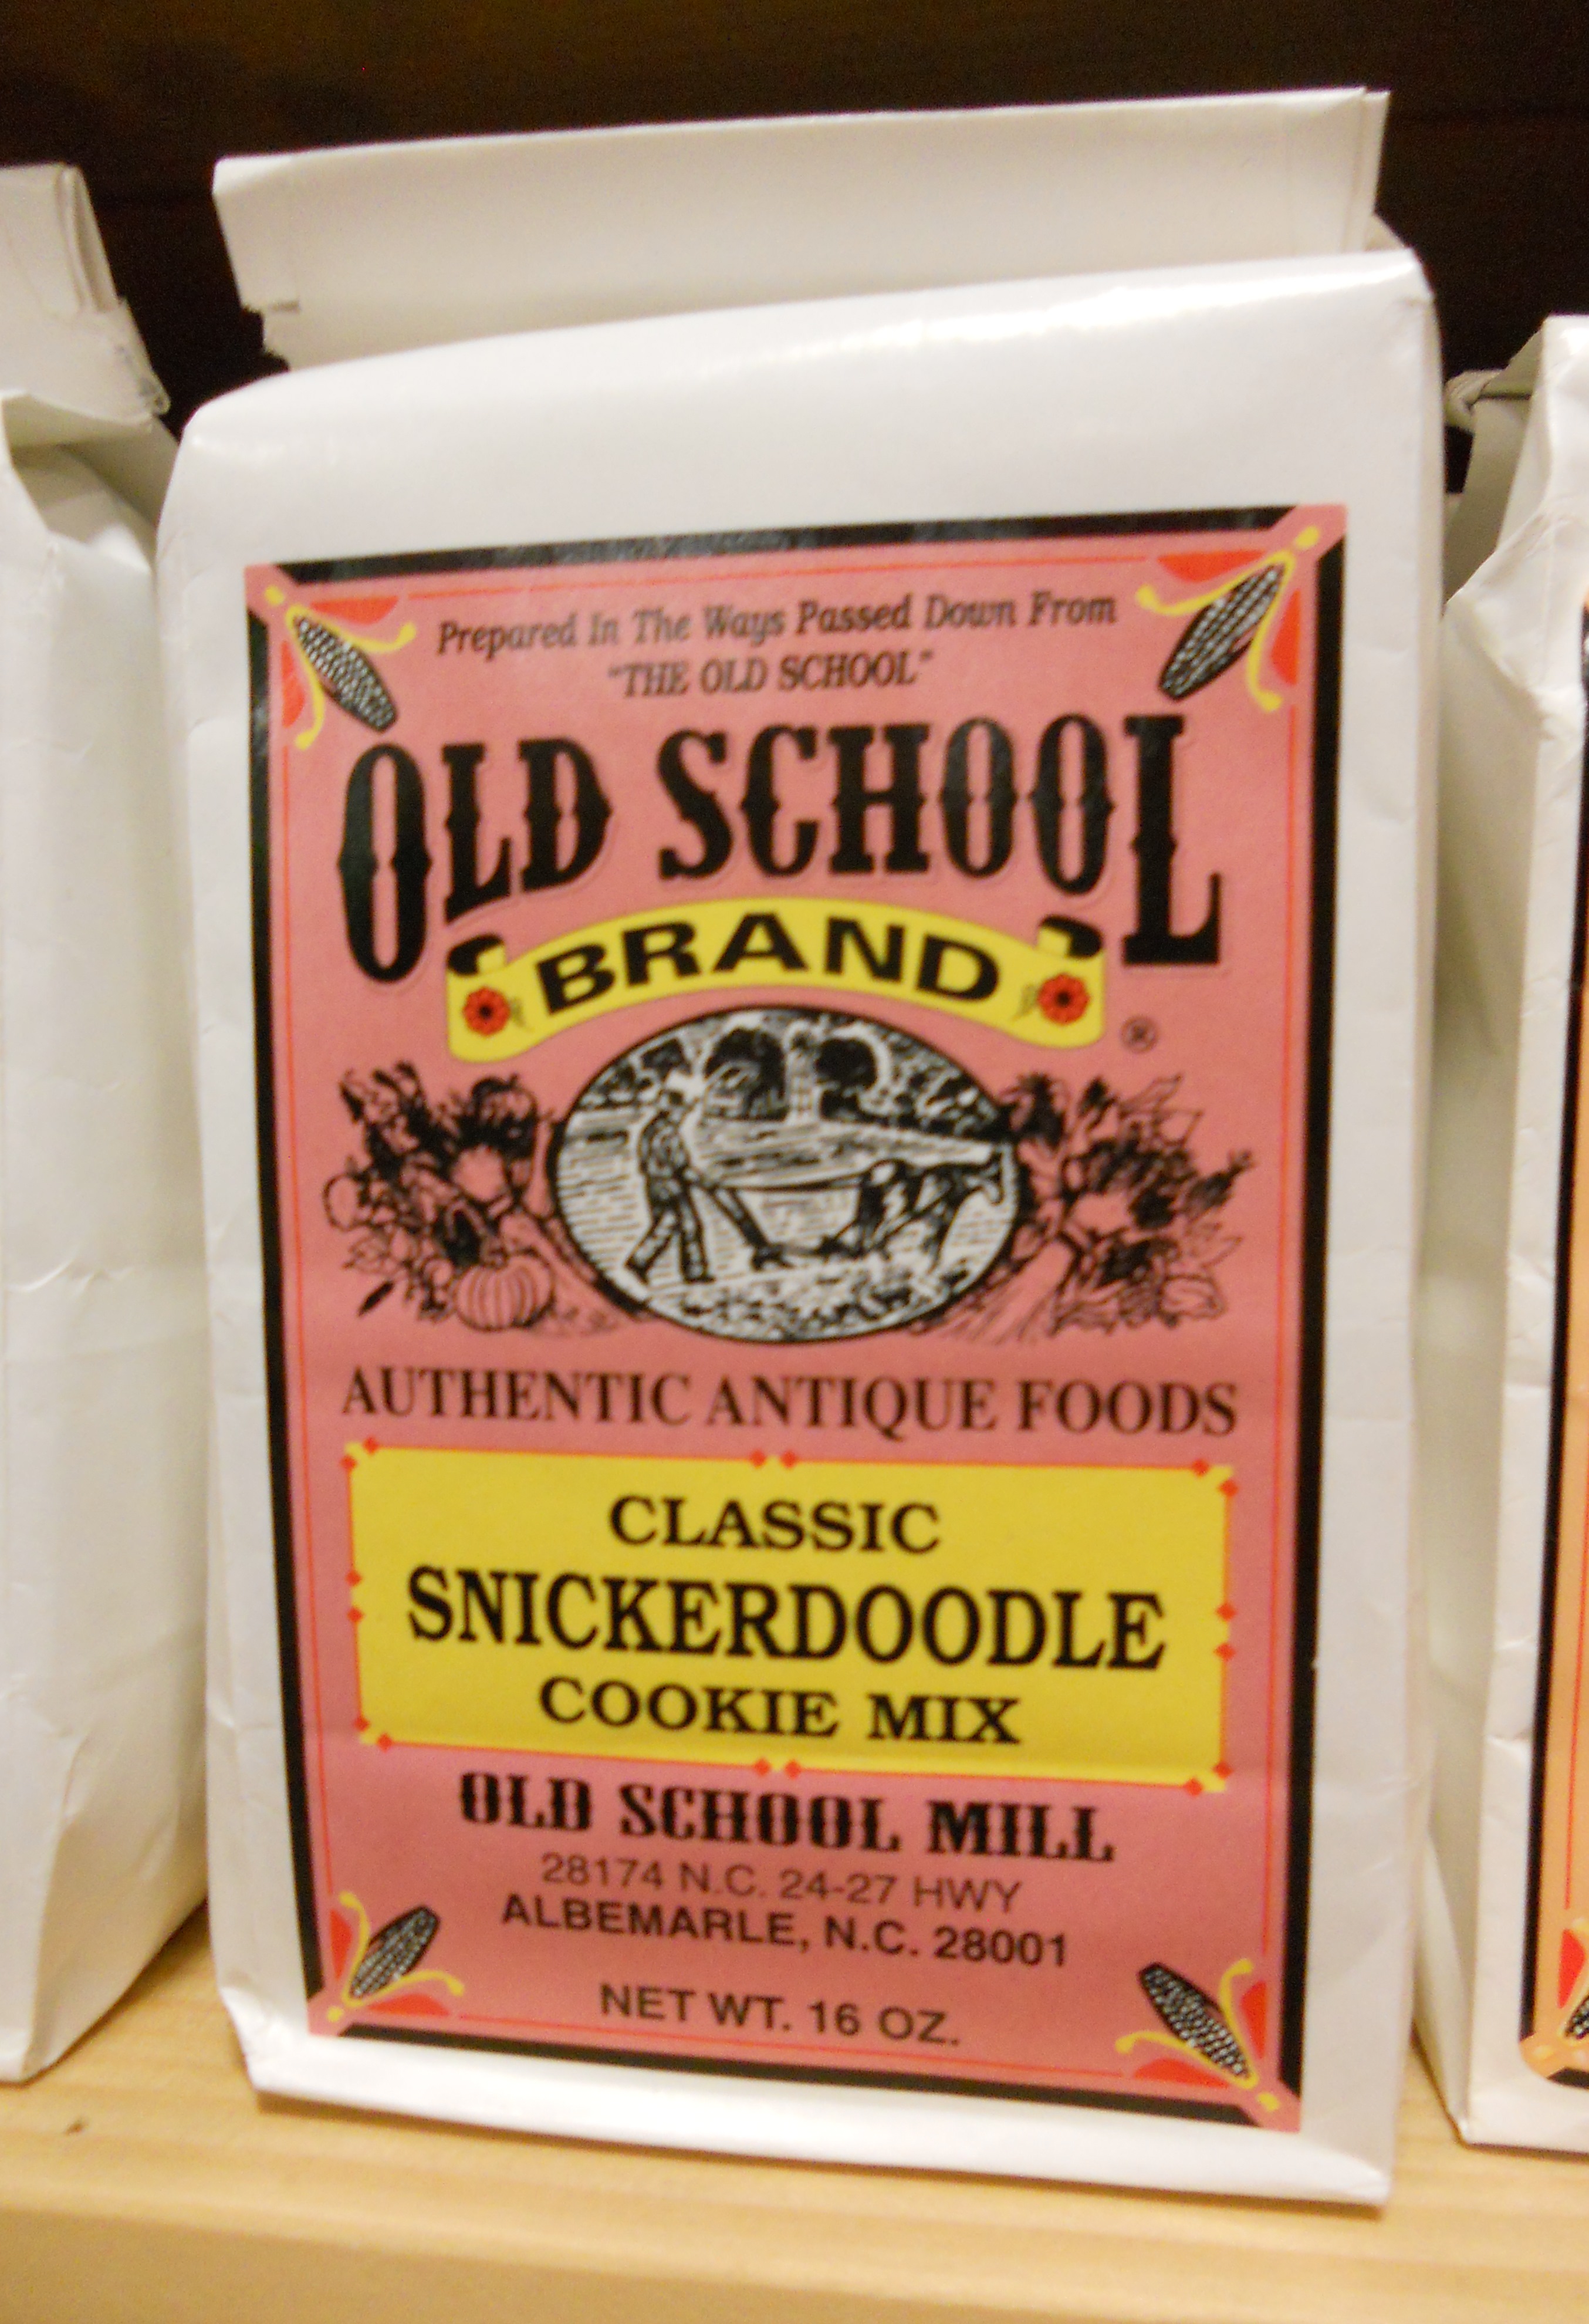 Prepared In The Ways Passed Down From
"THE OLD SCHOOL"
OLD SCHOOL
BRAND
®
AUTHENTIC ANTIQUE FOODS
CLASSIC
SNICKERDOODLE
COOKIE MIX
OLD SCHOOL MILL
28174 N.C. 24-27 HWY
ALBEMARLE, N.C. 28001
NET WT. 16 OZ.